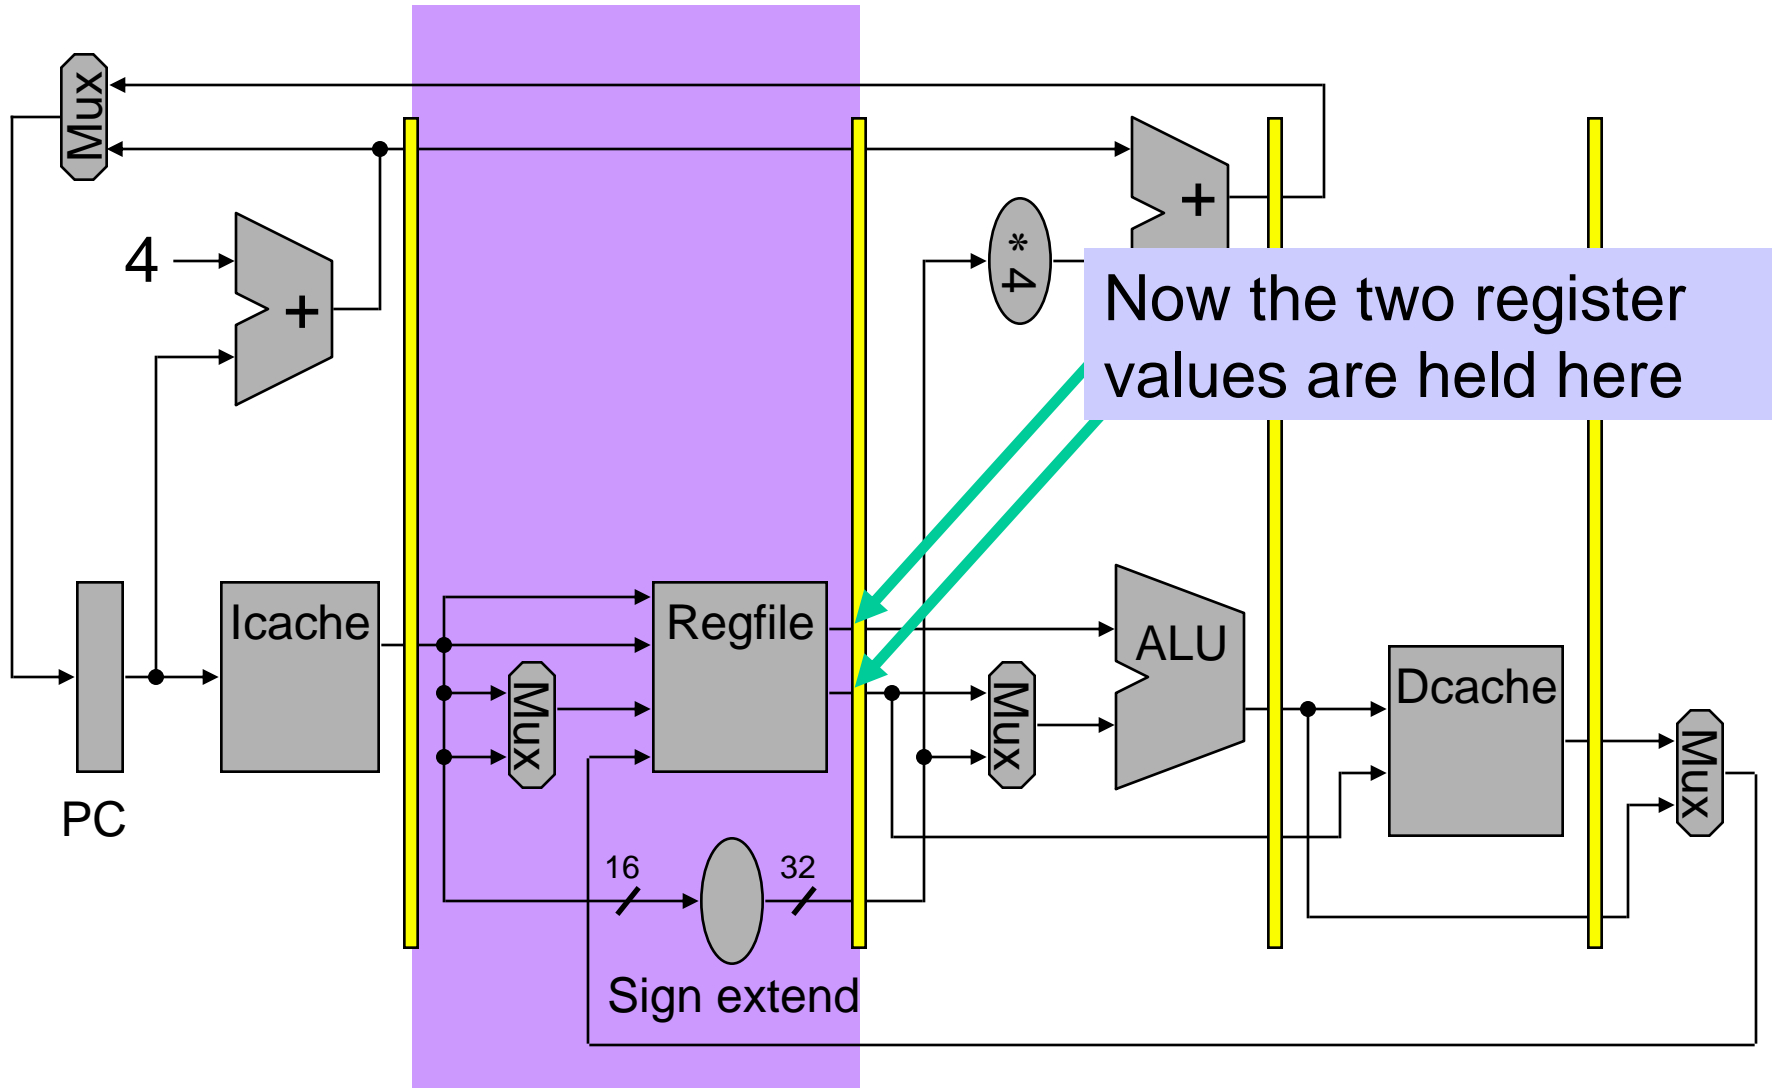 Mux
4
+
+
* 4
Now the two register
values are held here
Icache
Regfile
ALU
Dcache
Mux
Mux
Mux
PC
16
32
Sign extend